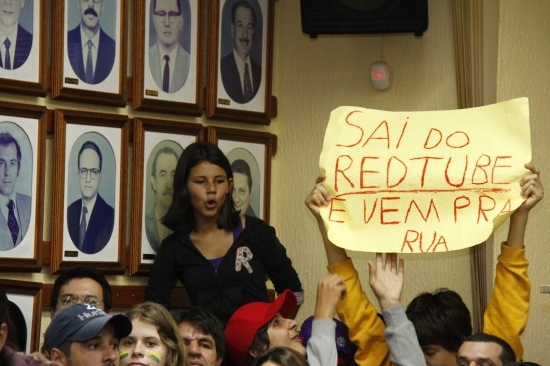 SAI DO
REDTUBE
E VEM PRA
RUA
R